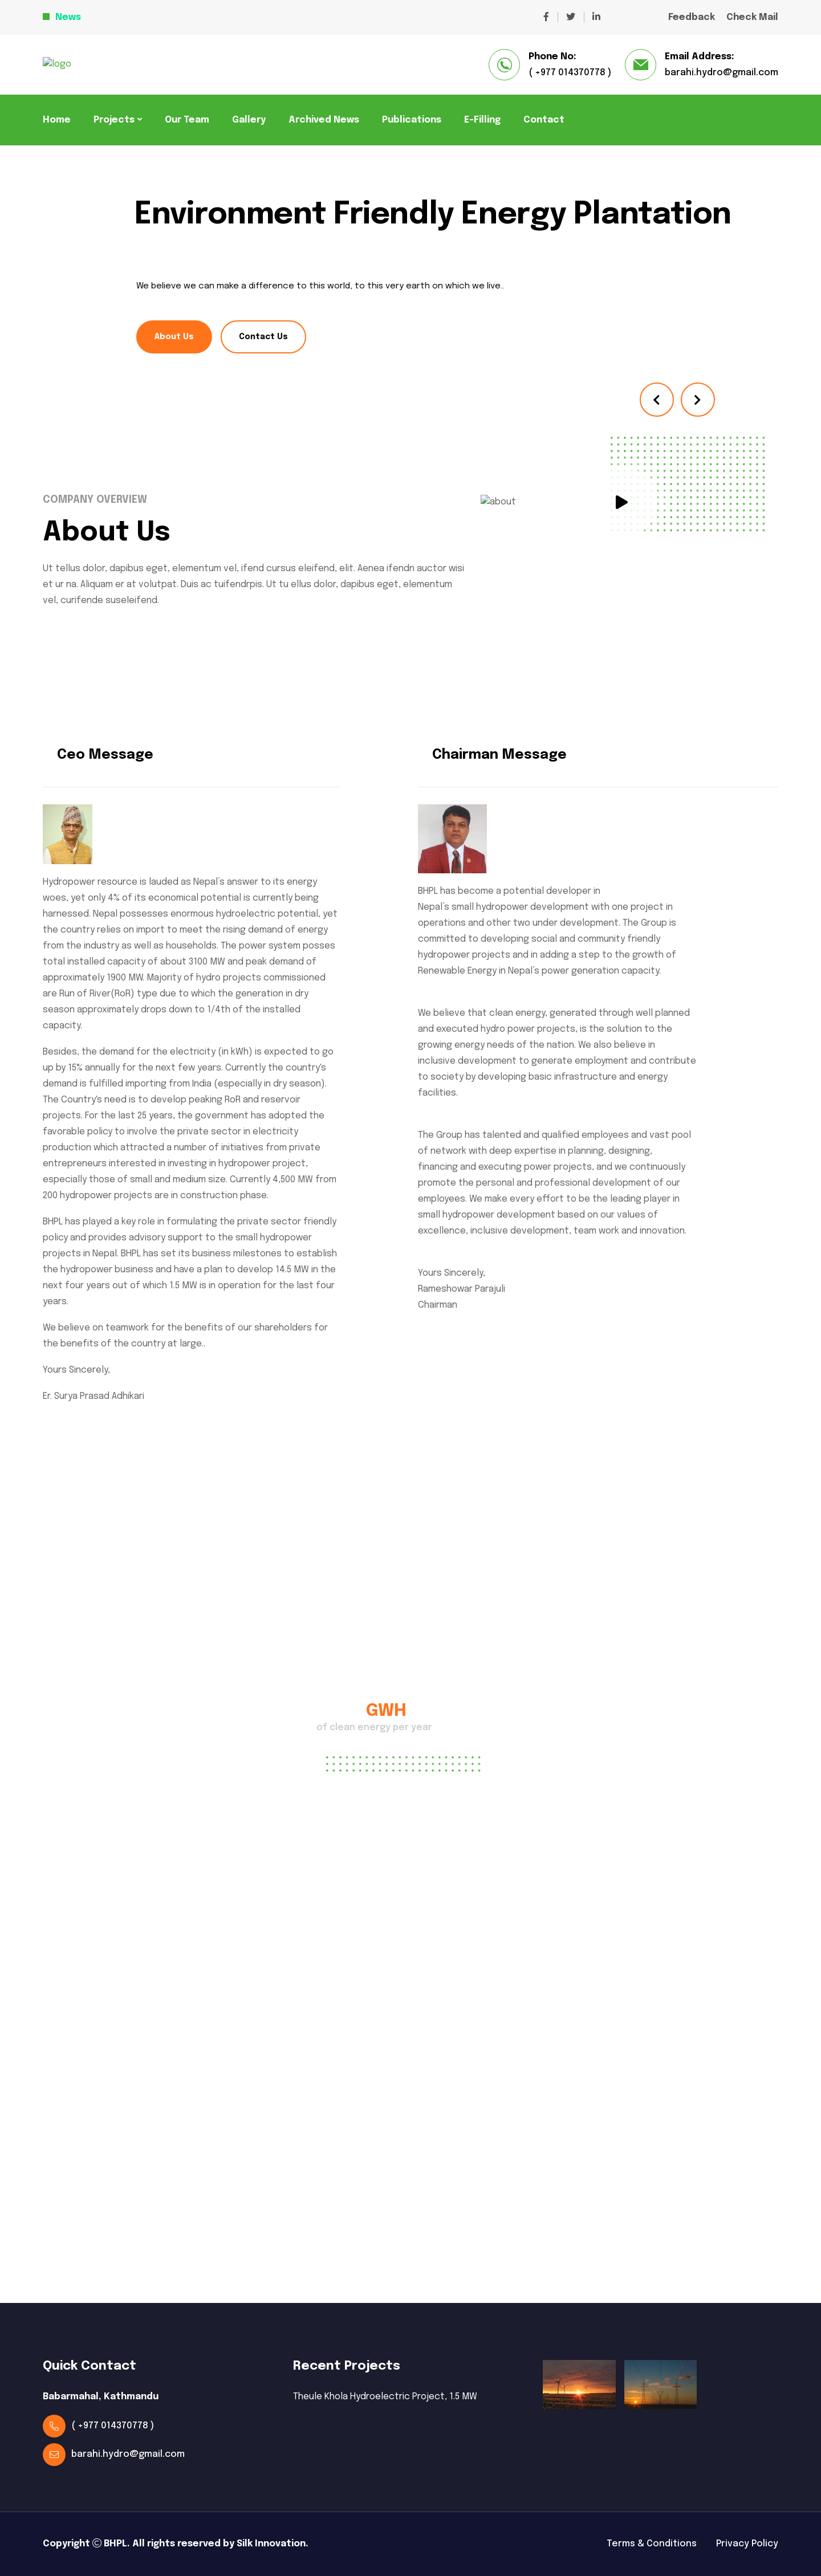 News
Feedback Check Mail
logo
Phone No:
( +977 014370778 )
Email Address:
barahi.hydro@gmail.com
Home Projects Our Team Gallery Archived News Publications E-Filling Contact
Environment Friendly Energy Plantation
We believe we can make a difference to this world, to this very earth on which we live..
About Us Contact Us
COMPANY OVERVIEW
About Us
Ut tellus dolor, dapibus eget, elementum vel, ifend cursus eleifend, elit. Aenea ifendn auctor wisi
et ur na. Aliquam er at volutpat. Duis ac tuifendrpis. Ut tu ellus dolor, dapibus eget, elementum
vel, curifende suseleifend.
about
Ceo Message
Hydropower resource is lauded as Nepal's answer to its energy
woes, yet only 4% of its economical potential is currently being
harnessed. Nepal possesses enormous hydroelectric potential, yet
the country relies on import to meet the rising demand of energy
from the industry as well as households. The power system posses
total installed capacity of about 3100 MW and peak demand of
approximately 1900 MW. Majority of hydro projects commissioned
are Run of River(RoR) type due to which the generation in dry
season approximately drops down to 1/4th of the installed
capacity.
Besides, the demand for the electricity (in kWh) is expected to go
up by 15% annually for the next few years. Currently the country's
demand is fulfilled importing from India (especially in dry season).
The Country's need is to develop peaking RoR and reservoir
projects. For the last 25 years, the government has adopted the
favorable policy to involve the private sector in electricity
production which attracted a number of initiatives from private
entrepreneurs interested in investing in hydropower project,
especially those of small and medium size. Currently 4,500 MW from
200 hydropower projects are in construction phase.
BHPL has played a key role in formulating the private sector friendly
policy and provides advisory support to the small hydropower
projects in Nepal. BHPL has set its business milestones to establish
the hydropower business and have a plan to develop 14.5 MW in the
next four years out of which 1.5 MW is in operation for the last four
years.
We believe on teamwork for the benefits of our shareholders for
the benefits of the country at large..
Yours Sincerely,
Er. Surya Prasad Adhikari
Chairman Message
BHPL has become a potential developer in
Nepal's small hydropower development with one project in
operations and other two under development. The Group is
committed to developing social and community friendly
hydropower projects and in adding a step to the growth of
Renewable Energy in Nepal's power generation capacity.
We believe that clean energy, generated through well planned
and executed hydro power projects, is the solution to the
growing energy needs of the nation. We also believe in
inclusive development to generate employment and contribute
to society by developing basic infrastructure and energy
facilities.
The Group has talented and qualified employees and vast pool
of network with deep expertise in planning, designing,
financing and executing power projects, and we continuously
promote the personal and professional development of our
employees. We make every effort to be the leading player in
small hydropower development based on our values of
excellence, inclusive development, team work and innovation.
Yours Sincerely,
Rameshowar Parajuli
Chairman
GWH
of clean energy per year
Quick Contact
Babarmahal, Kathmandu
( +977 014370778 )
barahi.hydro@gmail.com
Recent Projects
Theule Khola Hydroelectric Project, 1.5 MW
Copyright © BHPL. All rights reserved by Silk Innovation.
Terms & Conditions Privacy Policy